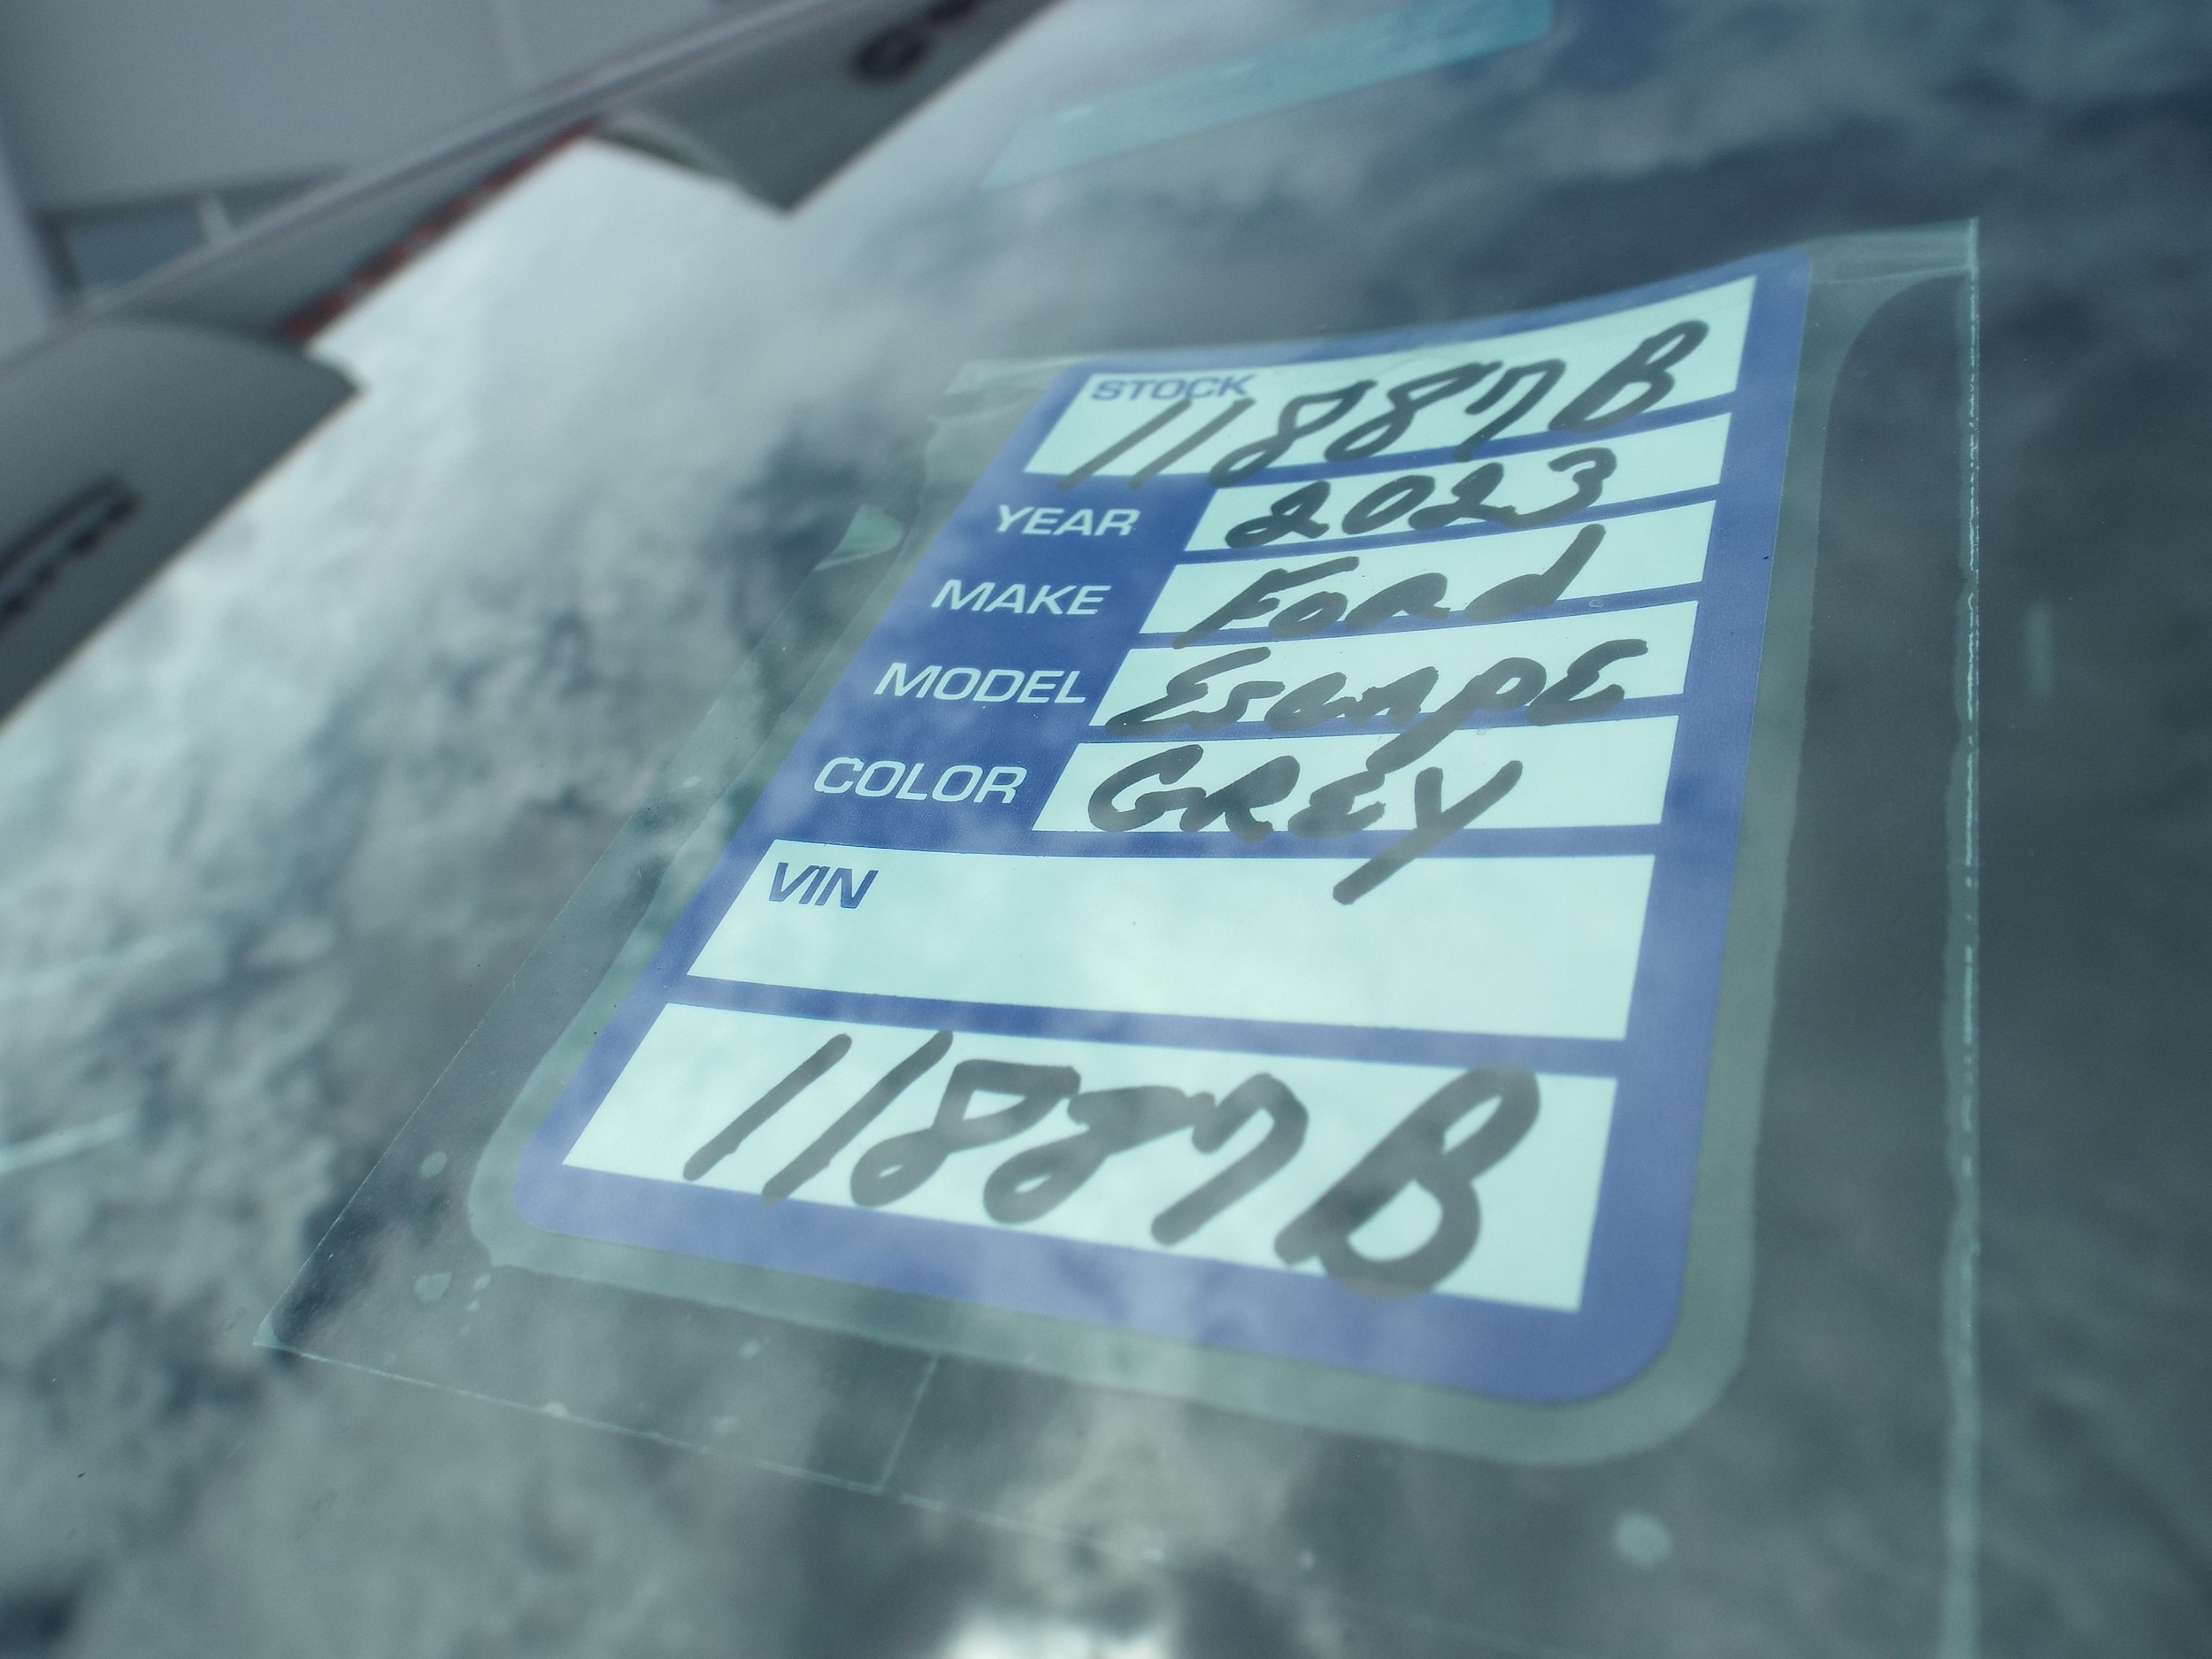 STOCK
11887B
YEAR 2023
MAKE Ford
MODEL EscapE
COLOR GREY
VIN
11887B